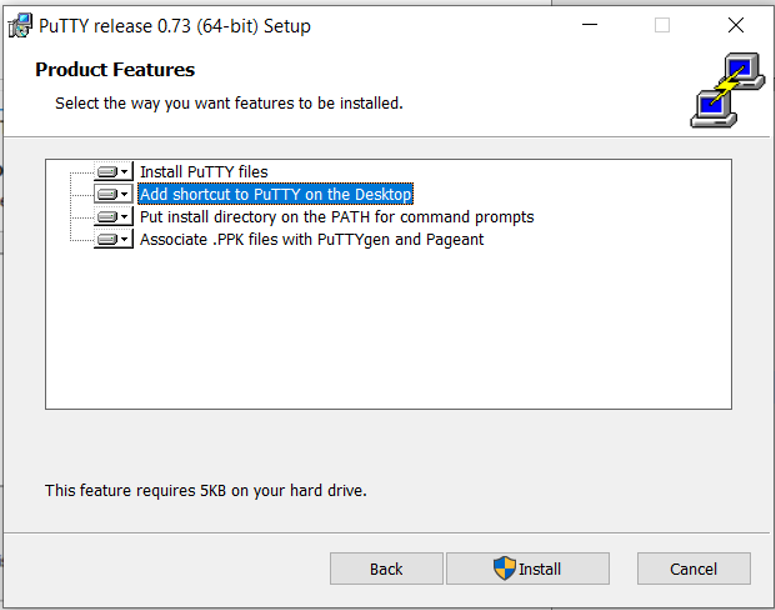 PuTTY release 0.73 (64-bit) Setup
Product Features
Select the way you want features to be installed.
Install PuTTY files
Add shortcut to PuTTY on the Desktop
Put install directory on the PATH for command prompts
Associate .PPK files with PuTTYgen and Pageant
This feature requires 5KB on your hard drive.
Back Install Cancel